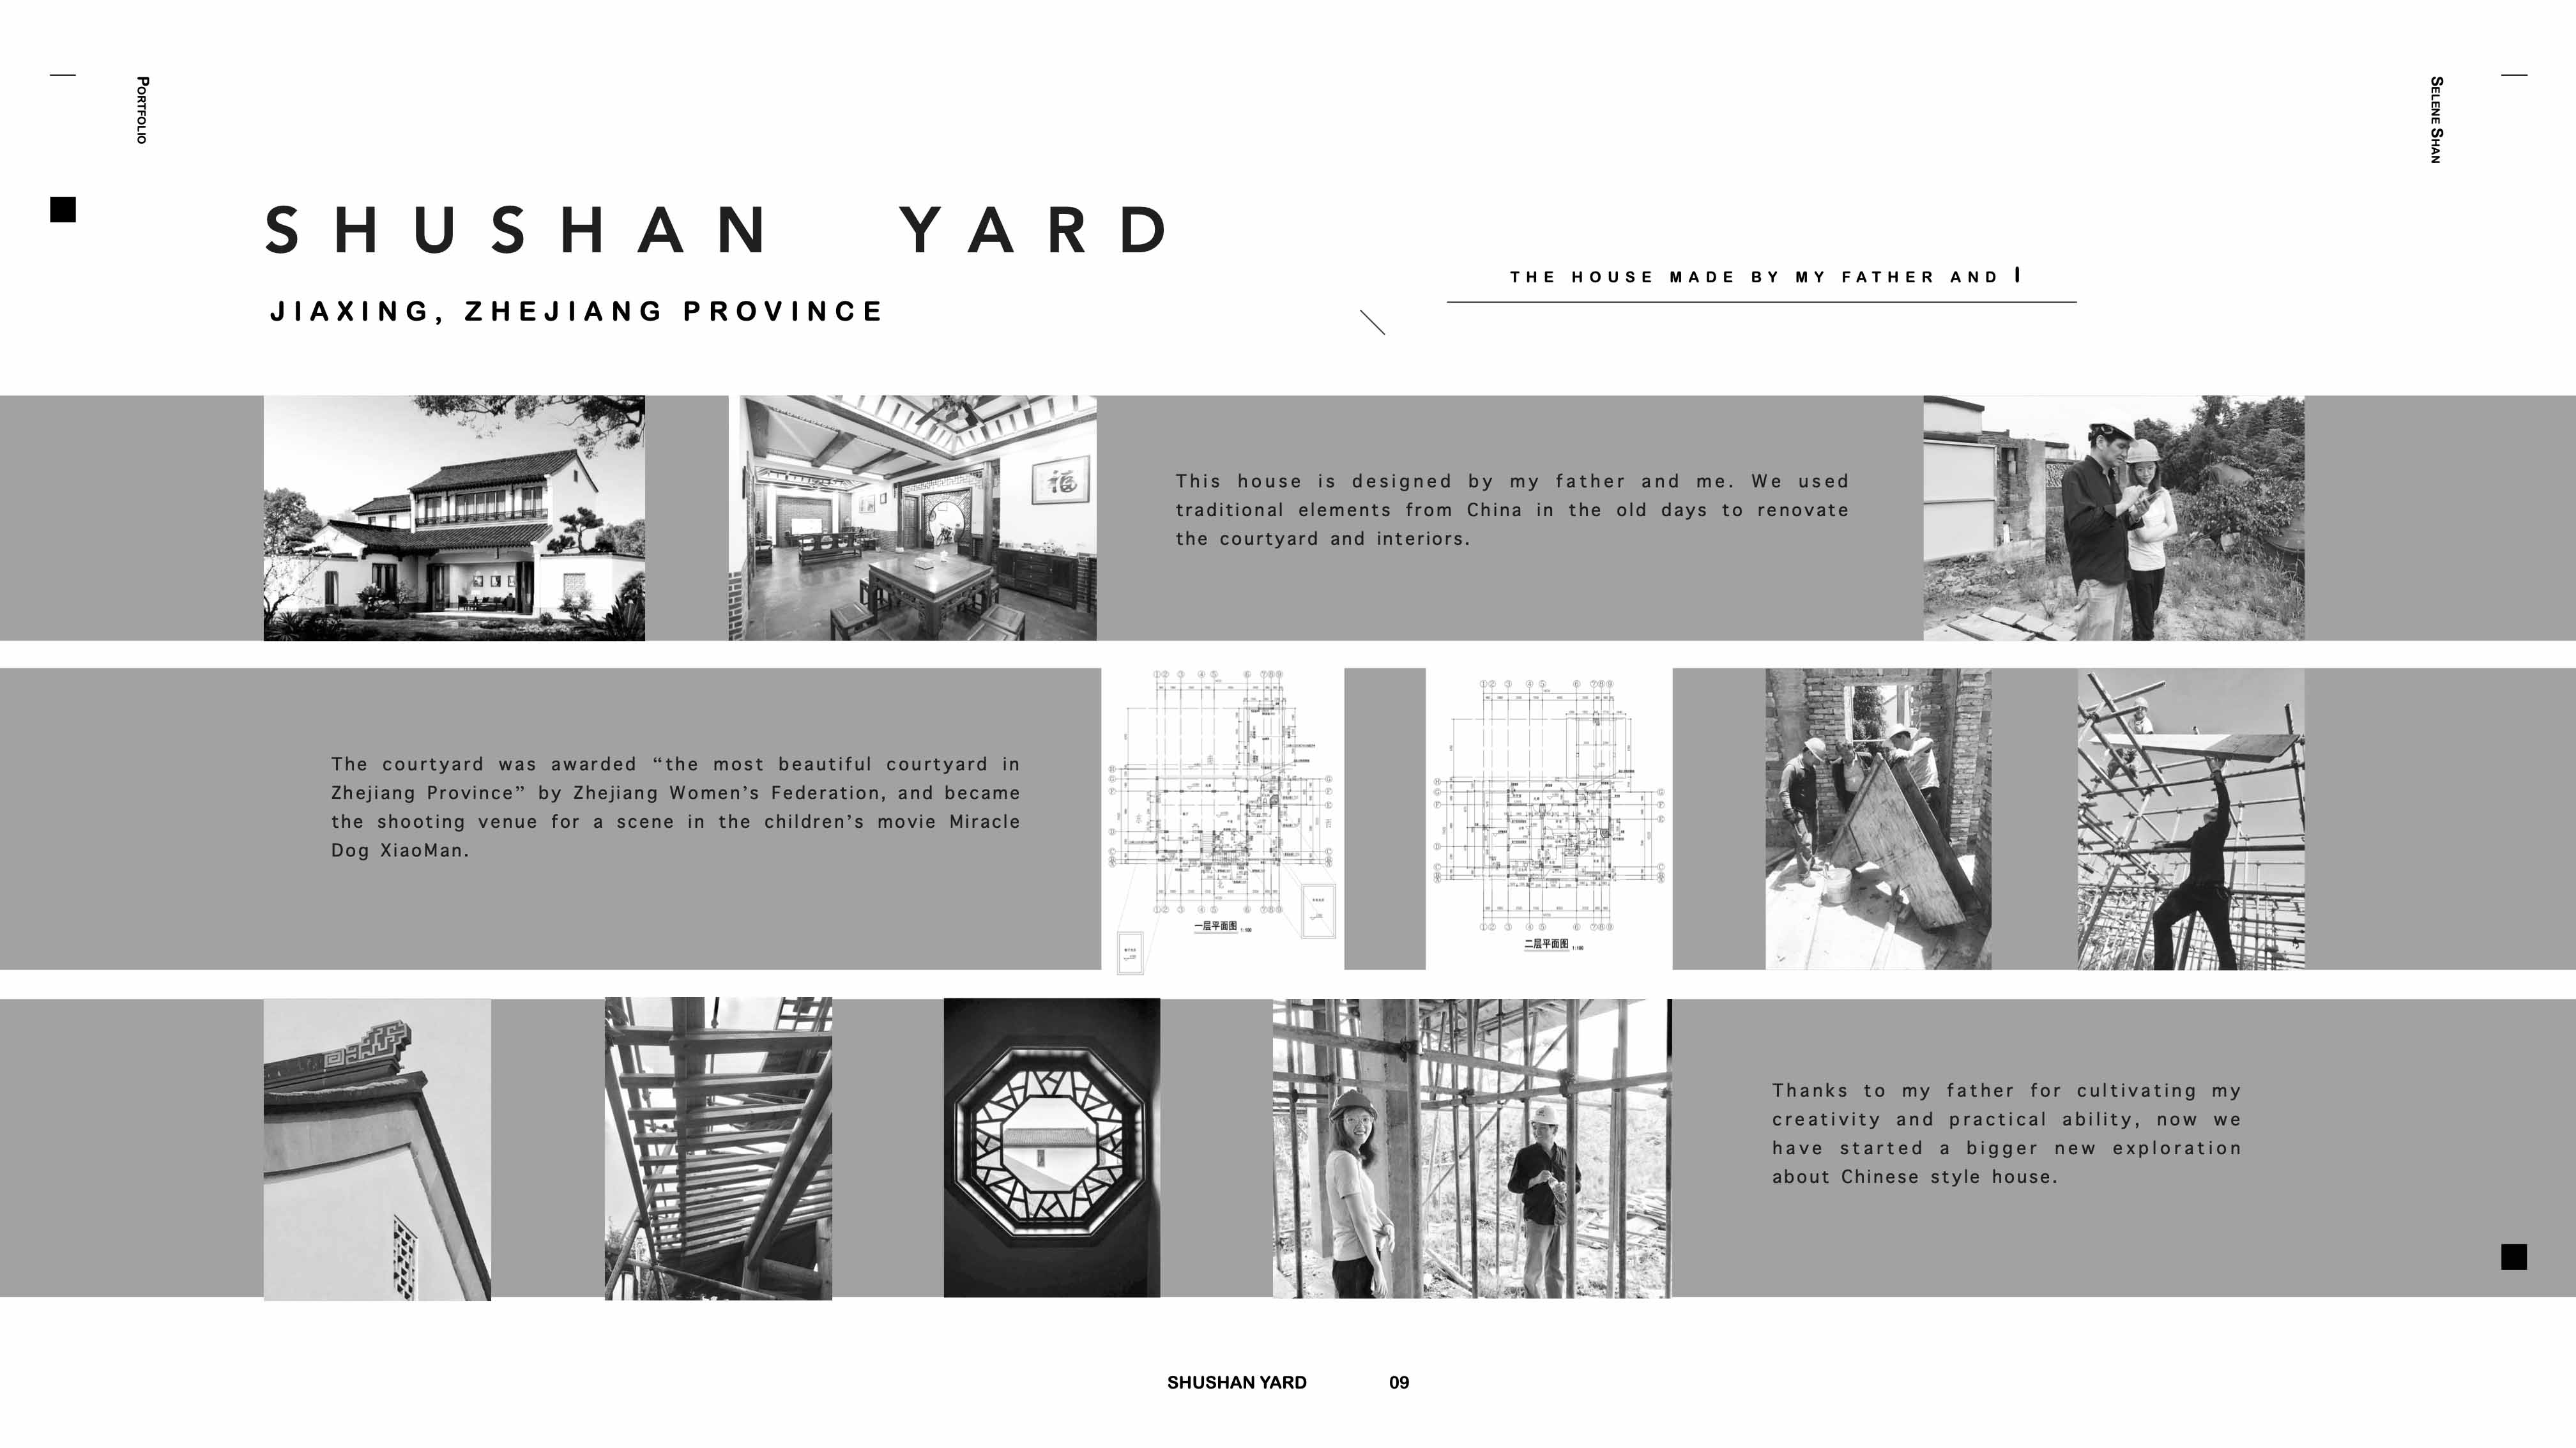 PORTFOLIO
SELENE SHAN
SHUSHAN YARD
JIAXING, ZHEJIANG PROVINCE
THE HOUSE MADE BY MY FATHER AND I
福
This house is designed by my father and me. We used
traditional elements from China in the old days to renovate
the courtyard and interiors.
The courtyard was awarded “the most beautiful courtyard in
Zhejiang Province” by Zhejiang Women’s Federation, and became
the shooting venue for a scene in the children’s movie Miracle
Dog XiaoMan.
一层平面图 1:100
二层平面图 1:100
Thanks to my father for cultivating my
creativity and practical ability, now we
have started a bigger new exploration
about Chinese style house.
SHUSHAN YARD 09